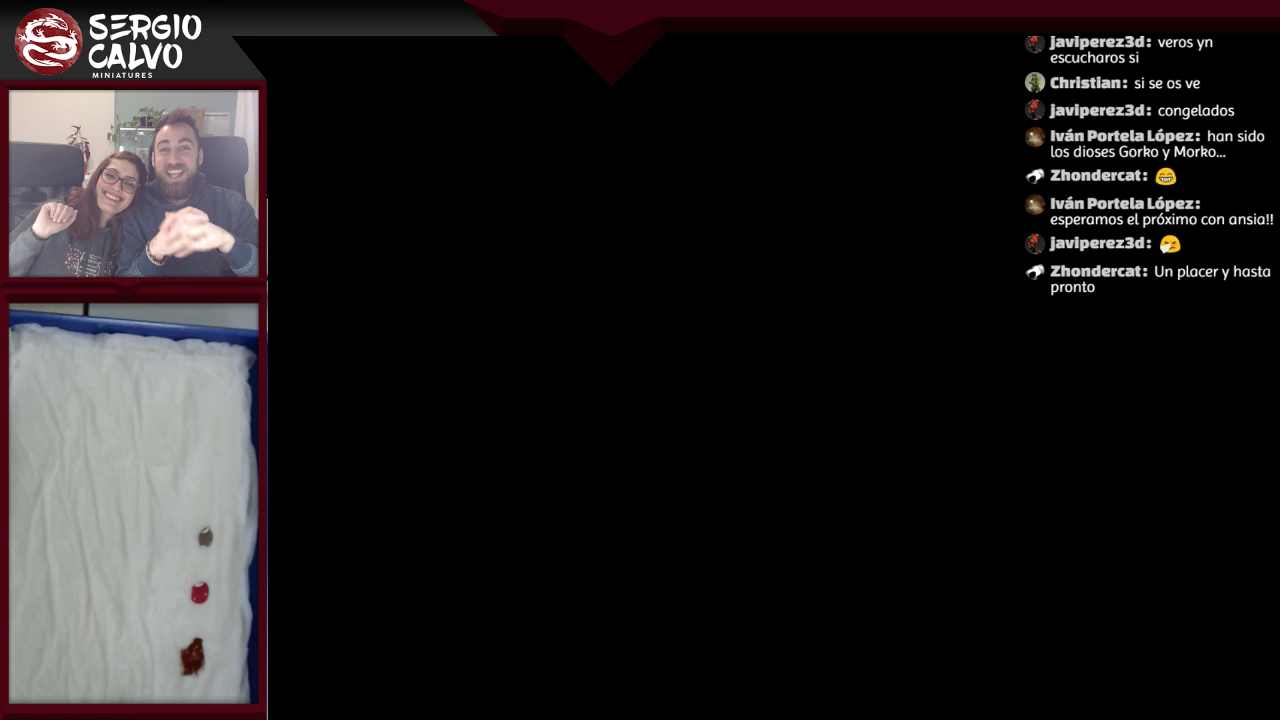 SERGIO
CALVO
MINIATURES
javiperez3d: veros yn
escucharos si
Christian: si se os ve
javiperez3d: congelados
Iván Portela López: han sido
los dioses Gorko y Morko...
Zhondercat: 😂
Iván Portela López:
esperamos el próximo con ansia!!
javiperez3d: 🤧
Zhondercat: Un placer y hasta
pronto